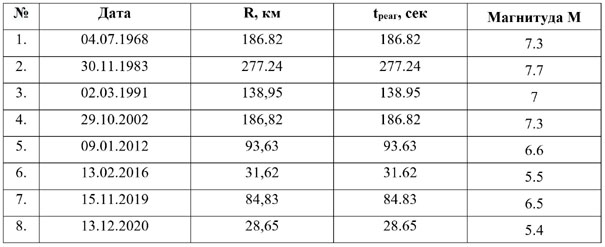 № Дата R, км tреаг, сек Магнитуда M
1. 04.07.1968 186.82 186.82 7.3
2. 30.11.1983 277.24 277.24 7.7
3. 02.03.1991 138,95 138.95 7
4. 29.10.2002 186,82 186.82 7.3
5. 09.01.2012 93,63 93.63 6.6
6. 13.02.2016 31,62 31.62 5.5
7. 15.11.2019 84,83 84.83 6.5
8. 13.12.2020 28,65 28.65 5.4